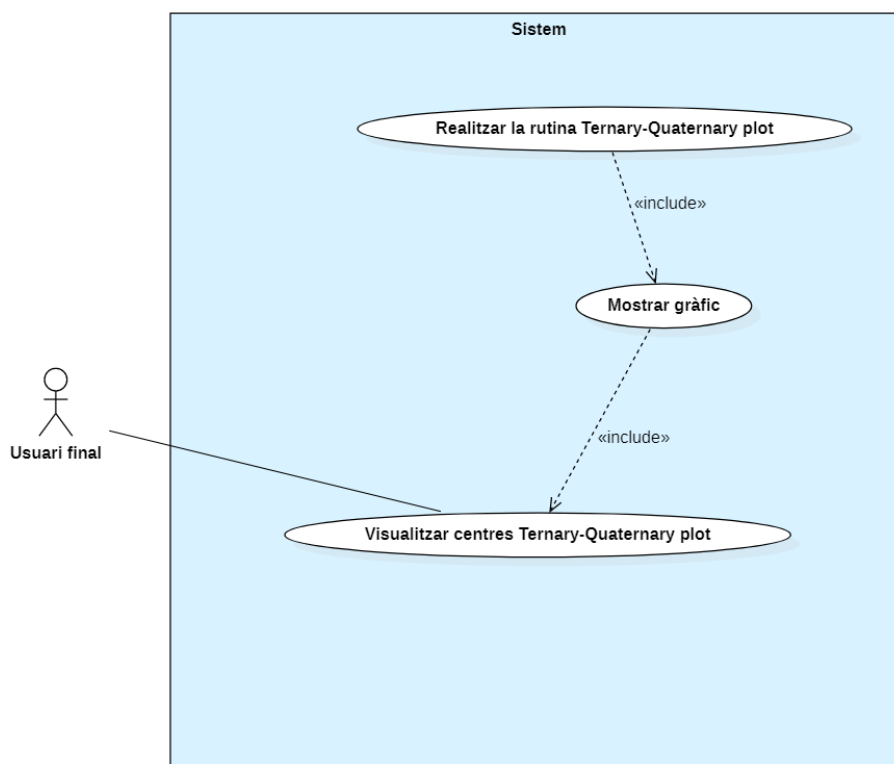 Sistem
Realitzar la rutina Ternary-Quaternary plot
«include»
Mostrar gràfic
«include»
Usuari final
Visualitzar centres Ternary-Quaternary plot